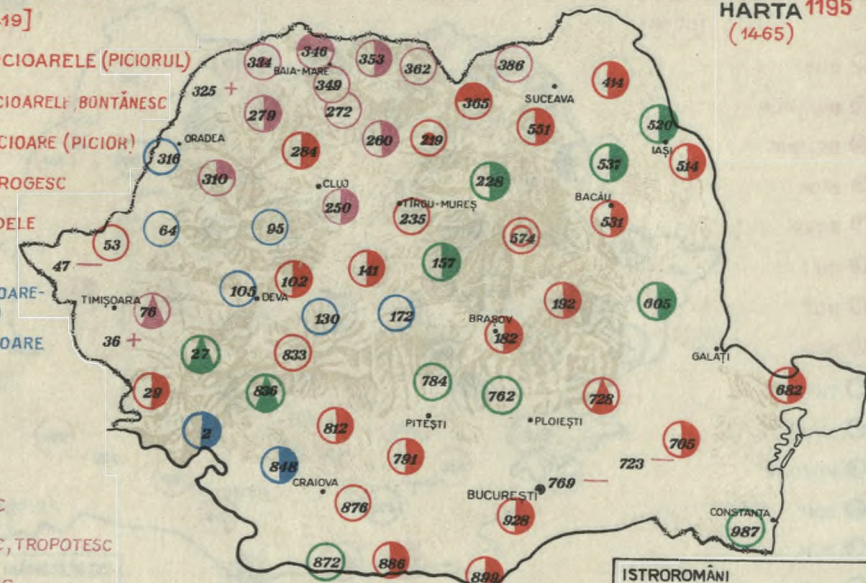 19]
HARTA 1195
(1465)
CIOARELE (PICIORUL)
CIOARELE, BONTĂNESC
CIOARE (PICIOR)
ROGESC
DELE
OARE-
OARE
C, TROPOTESC
334
346
353
362
386
BAIA-MARE
349
414
325 +
272
365
SUCEAVA
279
551
520
ORADEA
284
260
219
IAȘI
316
537
514
310
CLUJ
228
250
TÎRGU-MUREȘ
BACĂU
235
531
64
95
574
53
47 —
157
102
141
105
DEVA
192
605
TIMIȘOARA
76
130
172
BRAȘOV
182
36 +
27
833
GALAȚI
29
836
784
762
728
682
2
812
PITEȘTI
PLOIEȘTI
705
848
791
723 —
CRAIOVA
769 —
876
BUCUREȘTI
928
CONSTANȚA
987
872
886
899
ISTROROMÂNI